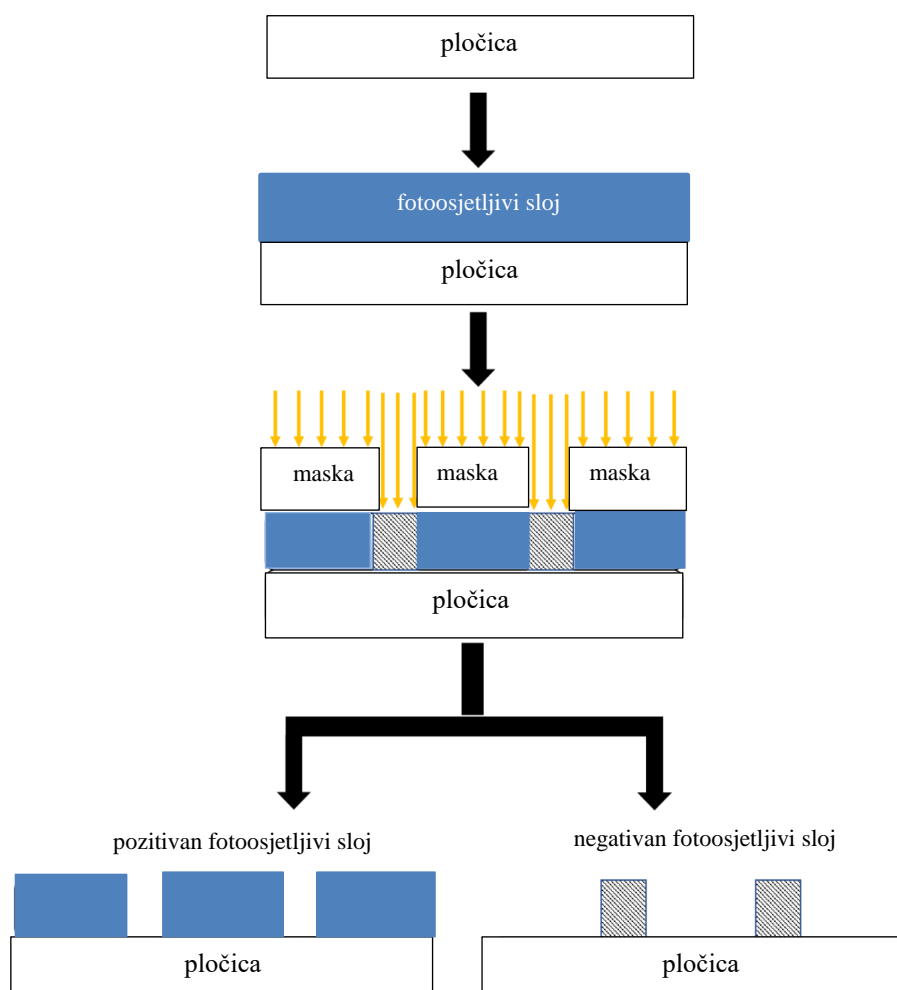 pločica
fotoosjetljivi sloj
pločica
maska
maska
maska
pločica
pozitivan fotoosjetljivi sloj
negativan fotoosjetljivi sloj
pločica
pločica